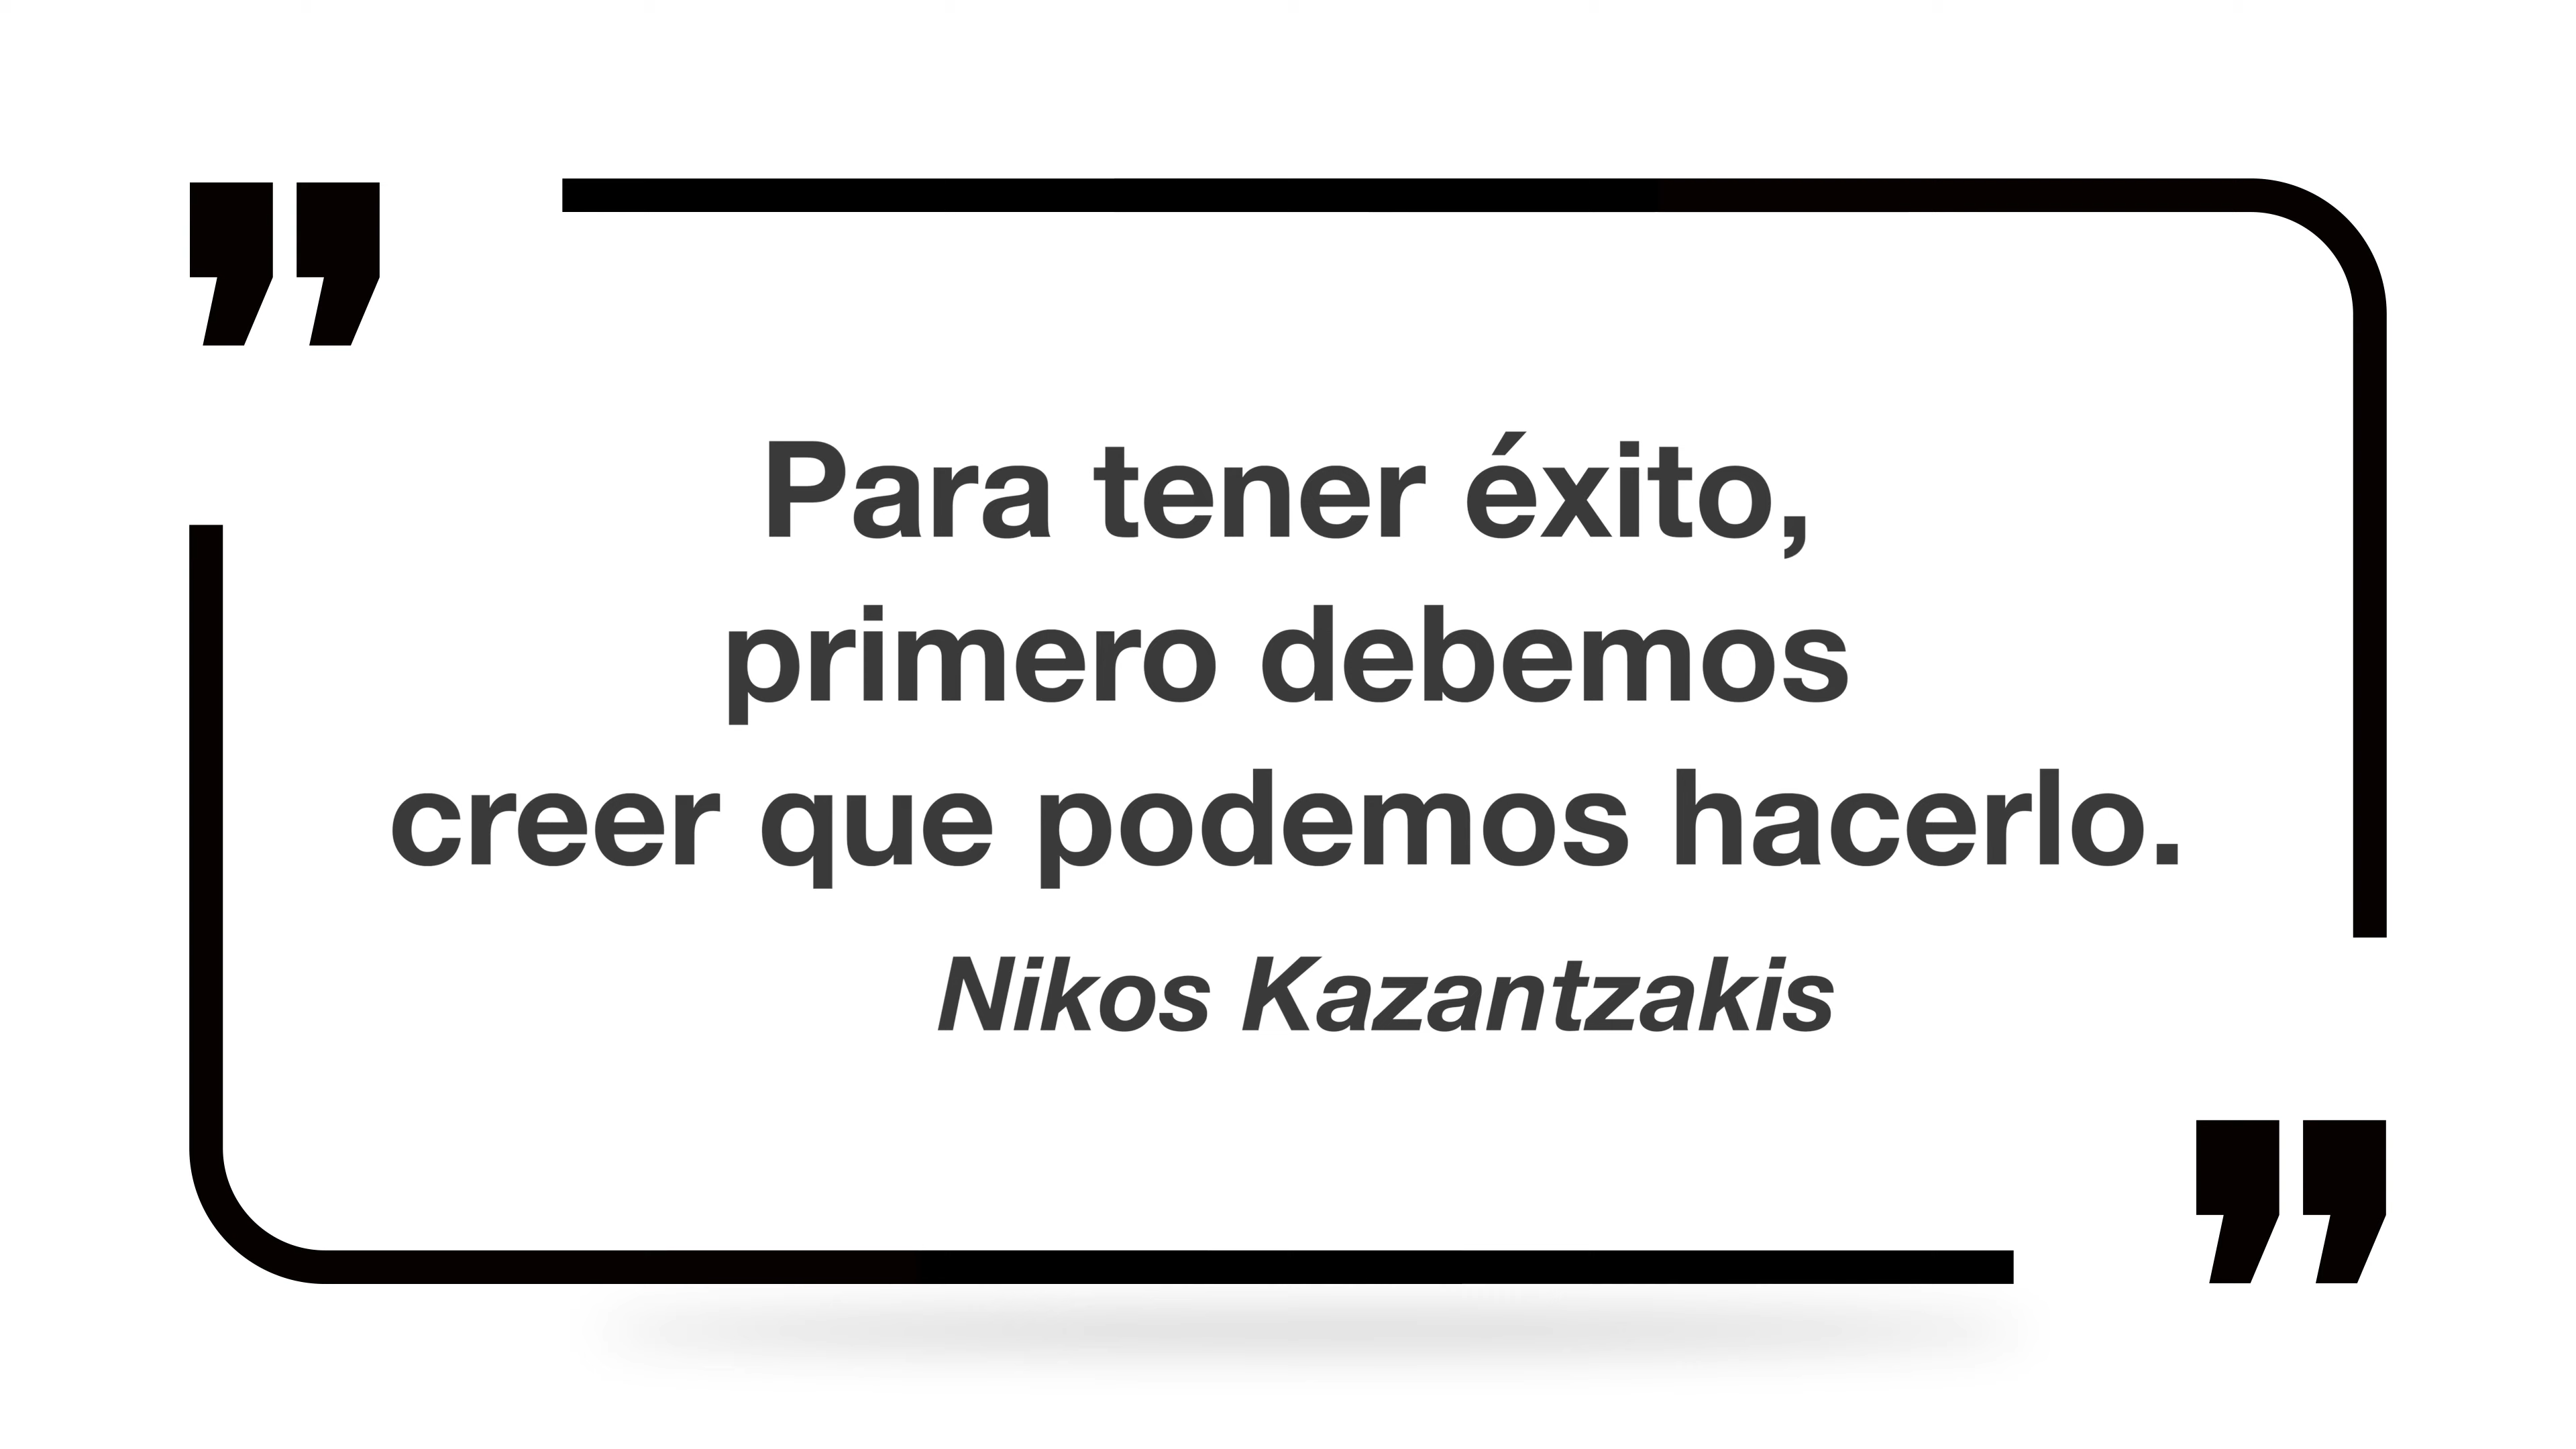 ”
Para tener éxito,
primero debemos
creer que podemos hacerlo.
Nikos Kazantzakis
”